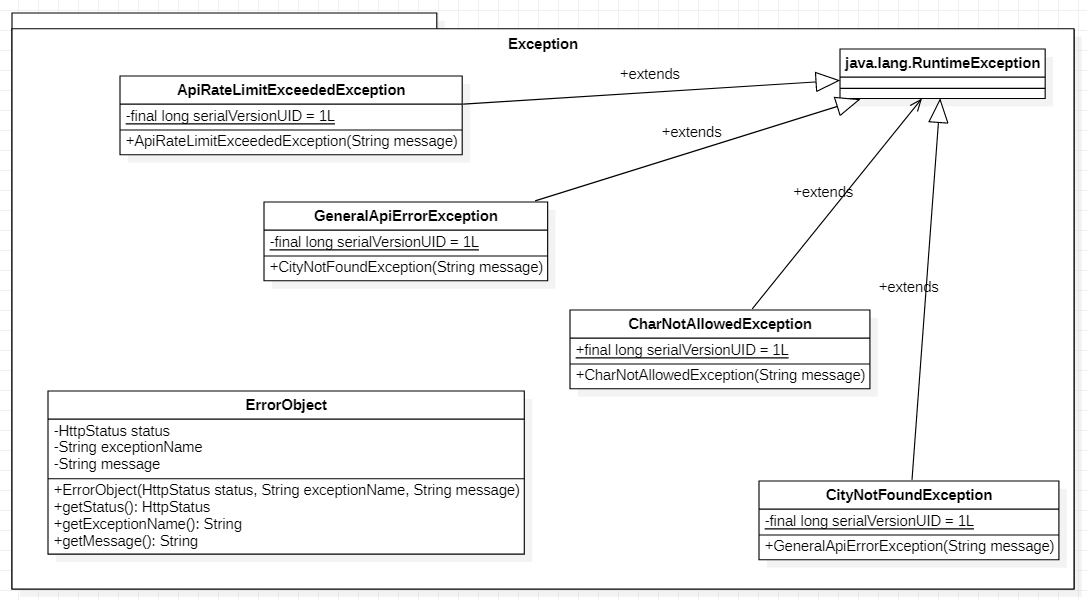 Exception
java.lang.RuntimeException
+extends
ApiRateLimitExceededException
-final long serialVersionUID = 1L
+ApiRateLimitExceededException(String message)
+extends
GeneralApiErrorException
-final long serialVersionUID = 1L
+CityNotFoundException(String message)
+extends
CharNotAllowedException
+final long serialVersionUID = 1L
+CharNotAllowedException(String message)
+extends
ErrorObject
-HttpStatus status
-String exceptionName
-String message
+ErrorObject(HttpStatus status, String exceptionName, String message)
+getStatus(): HttpStatus
+getExceptionName(): String
+getMessage(): String
CityNotFoundException
-final long serialVersionUID = 1L
+GeneralApiErrorException(String message)